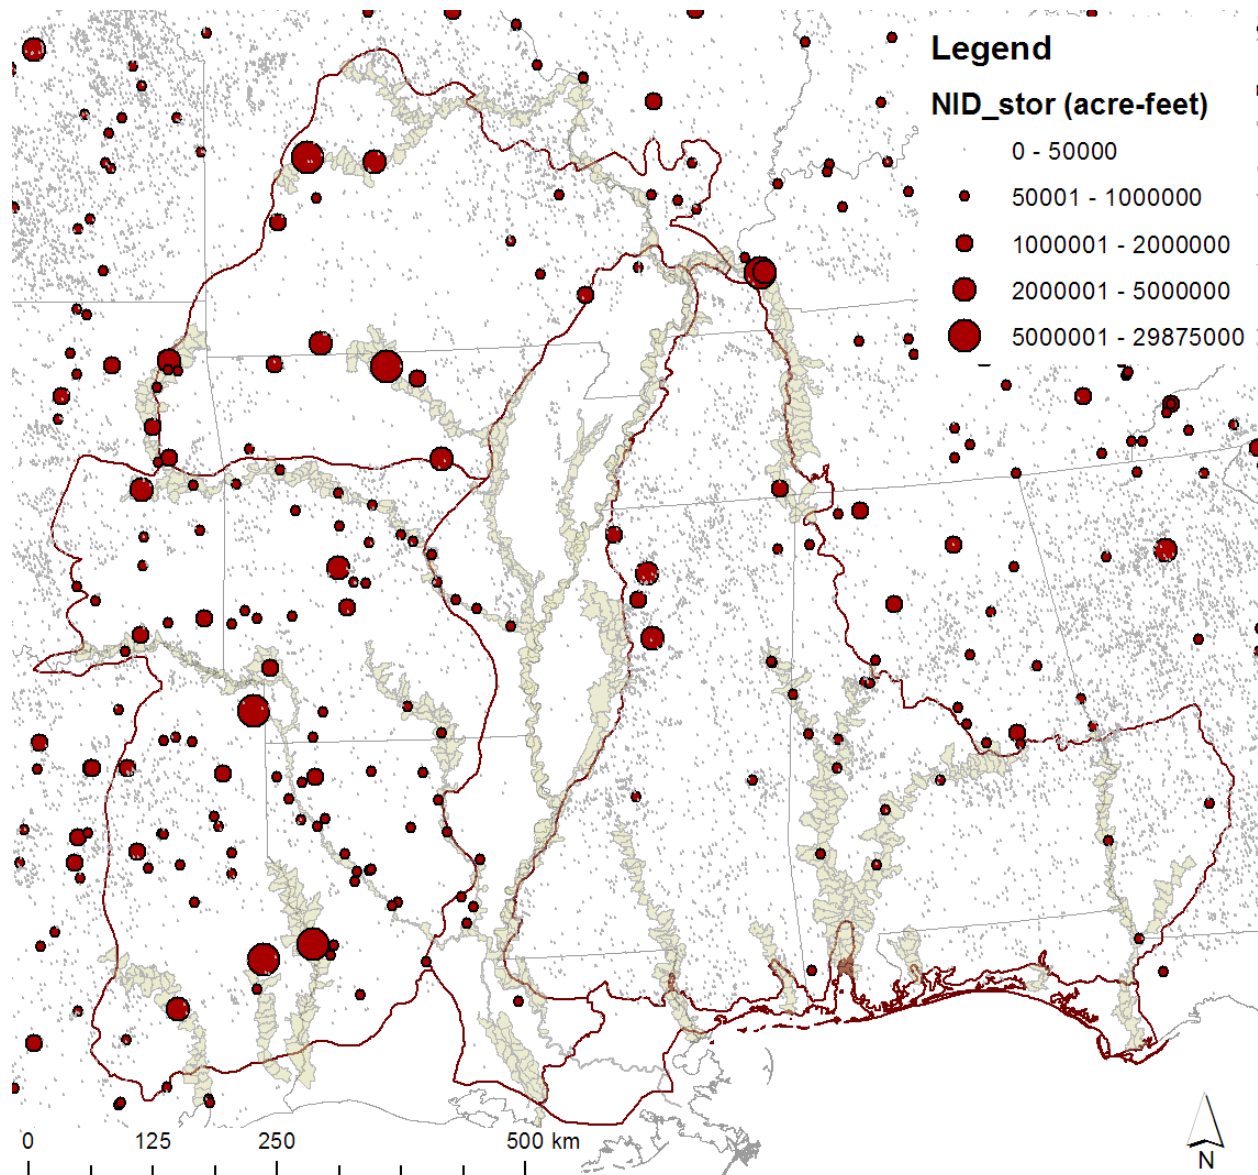 Legend
NID_stor (acre-feet)
0 - 50000
50001 - 1000000
1000001 - 2000000
2000001 - 5000000
5000001 - 29875000
0 125 250 500 km
N